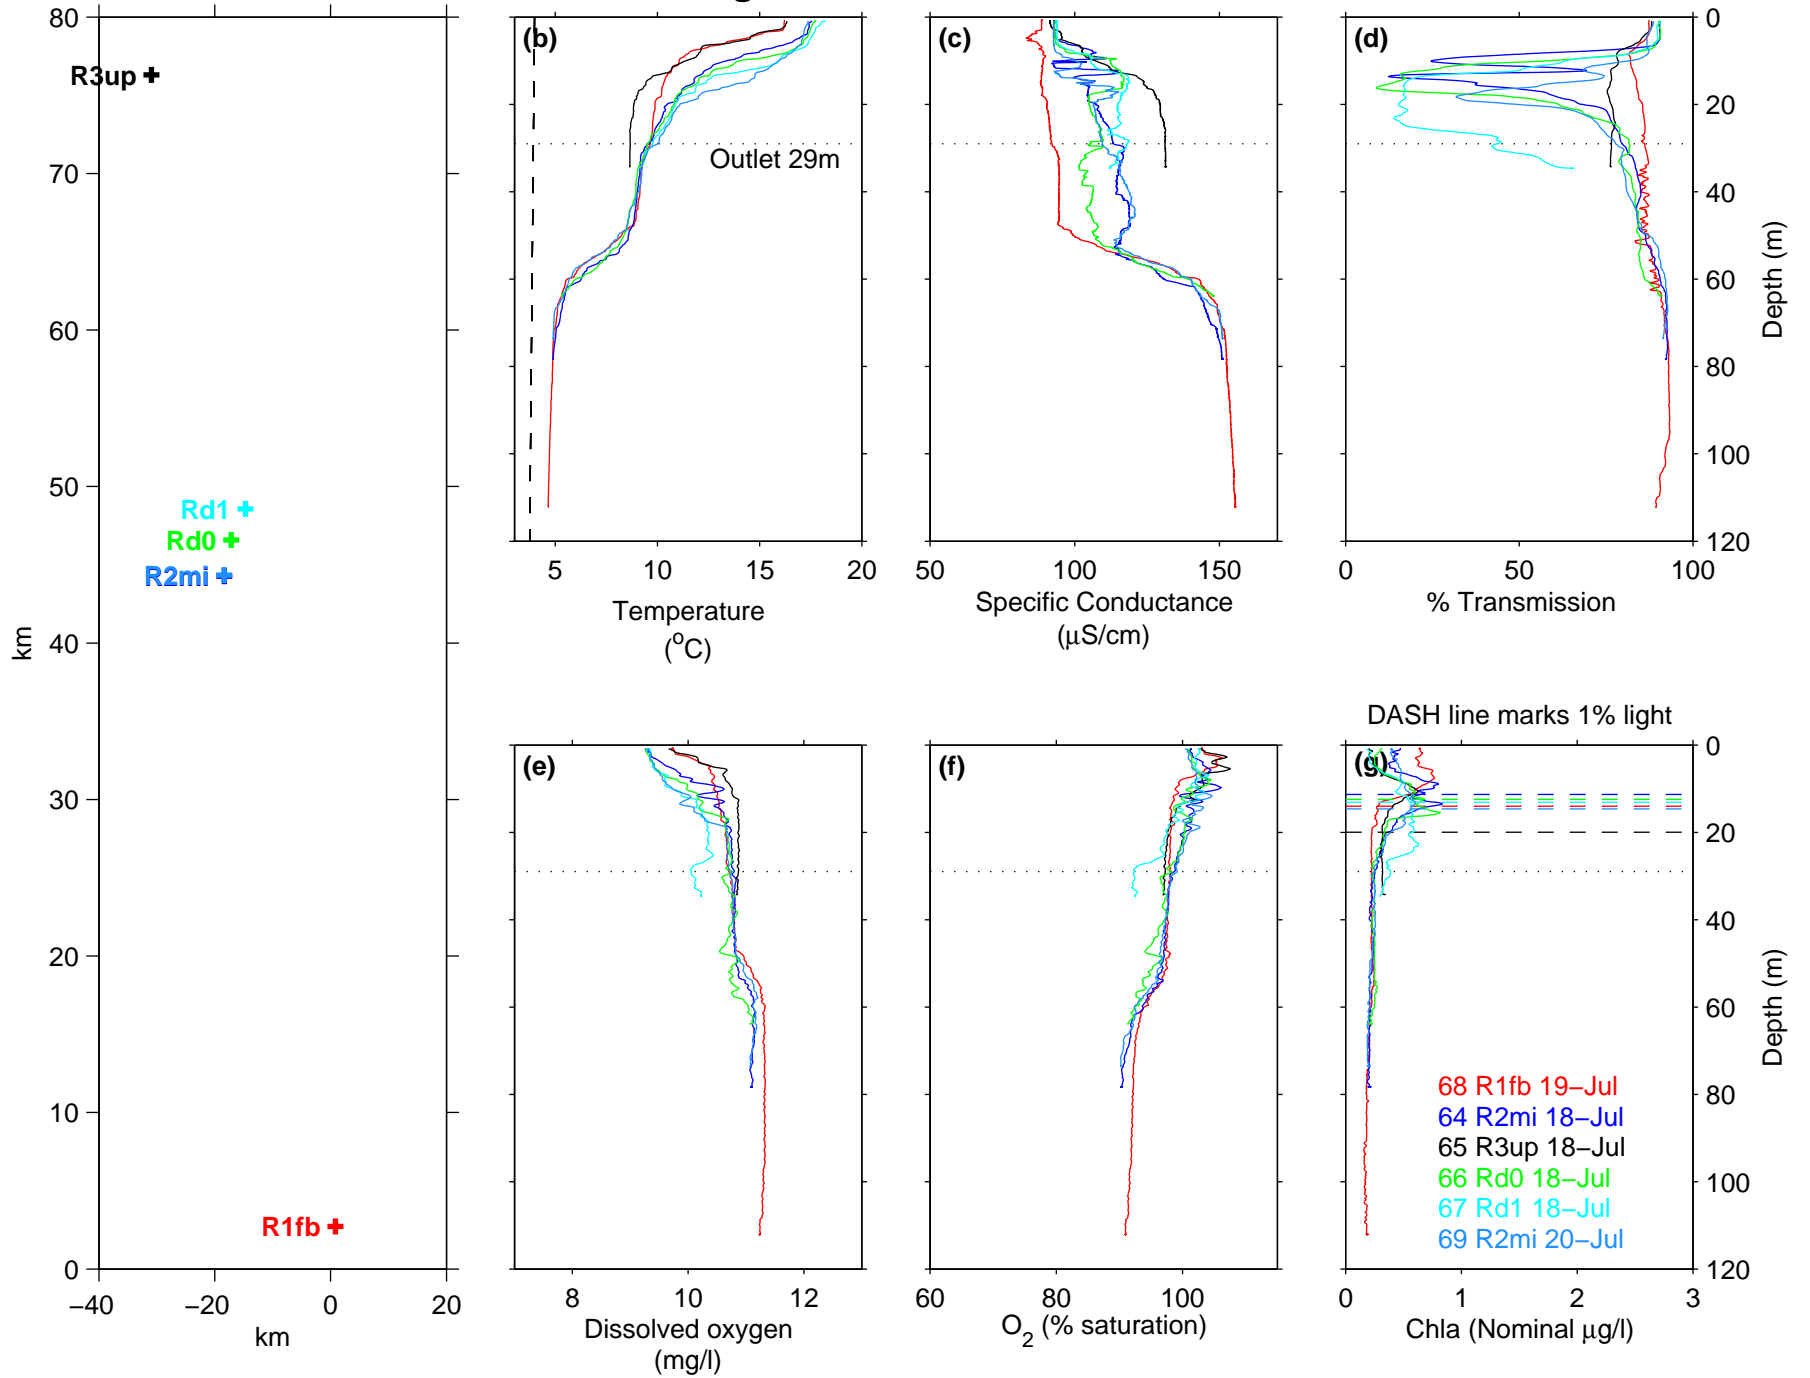 80
70
60
50
40
30
20
10
0
km
−40
−20
0
20
km
R3up
Rd1
Rd0
R2mi
R1fb
(b)
Outlet 29m
5
10
15
20
Temperature
(oC)
(c)
50
100
150
Specific Conductance
(μS/cm)
(d)
0
50
100
% Transmission
0
20
40
60
80
100
120
Depth (m)
(e)
8
10
12
Dissolved oxygen
(mg/l)
(f)
60
80
100
O2 (% saturation)
DASH line marks 1% light
(g)
68 R1fb 19−Jul
64 R2mi 18−Jul
65 R3up 18−Jul
66 Rd0 18−Jul
67 Rd1 18−Jul
69 R2mi 20−Jul
0
1
2
3
Chla (Nominal μg/l)
0
20
40
60
80
100
120
Depth (m)